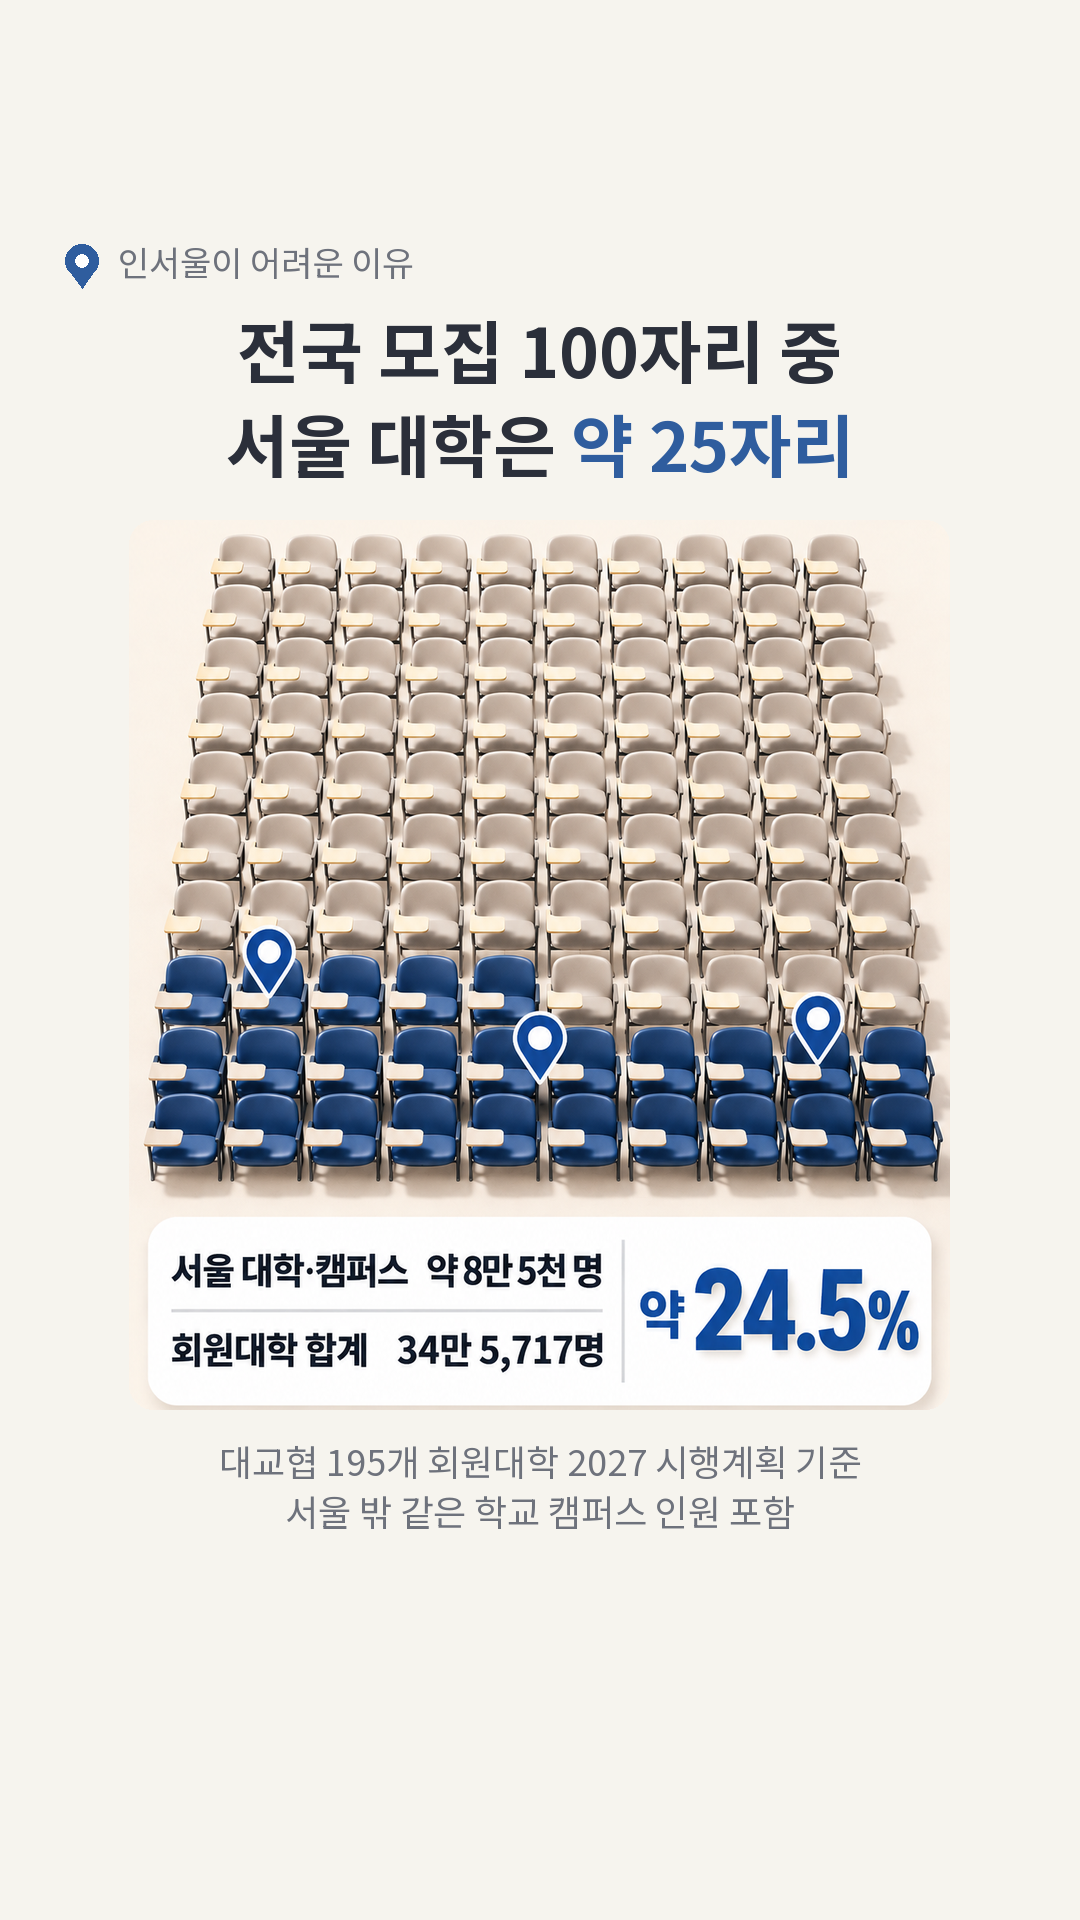 인서울이 어려운 이유
전국 모집 100자리 중
서울 대학은 약 25자리
서울 대학·캠퍼스 약 8만 5천 명
회원대학 합계 34만 5,717명
약 24.5%
대교협 195개 회원대학 2027 시행계획 기준
서울 밖 같은 학교 캠퍼스 인원 포함